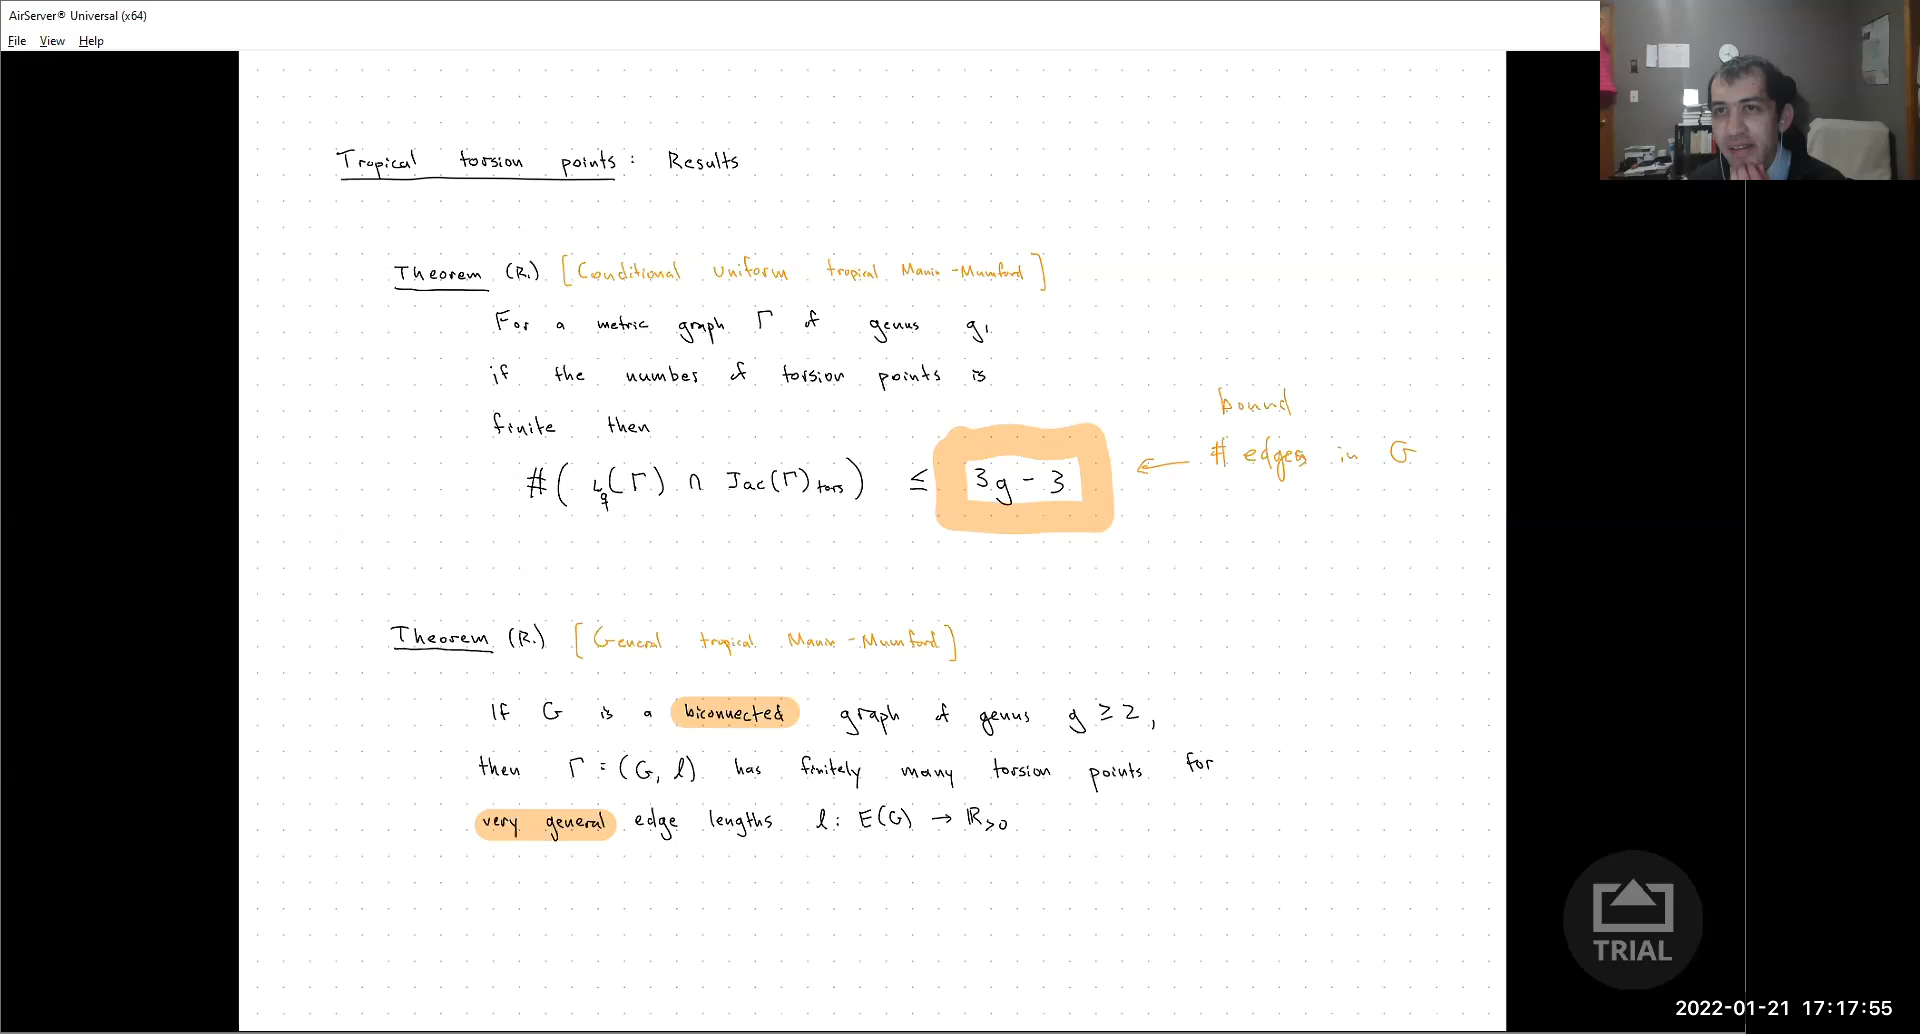 AirServer® Universal (x64)
File View Help
Tropical torsion points : Results
Theorem (R.) [Conditional uniform tropical Manin-Mumford]
For a metric graph Γ of genus g,
if the number of torsion points is
finite then
#( ι_q(Γ) ∩ Jac(Γ)_tors ) ≤ 3g - 3
bound
# edges in G
Theorem (R.) [General tropical Manin-Mumford]
If G is a biconnected graph of genus g ≥ 2,
then Γ = (G, l) has finitely many torsion points for
very general edge lengths l: E(G) → ℝ_>0
TRIAL
2022-01-21 17:17:55